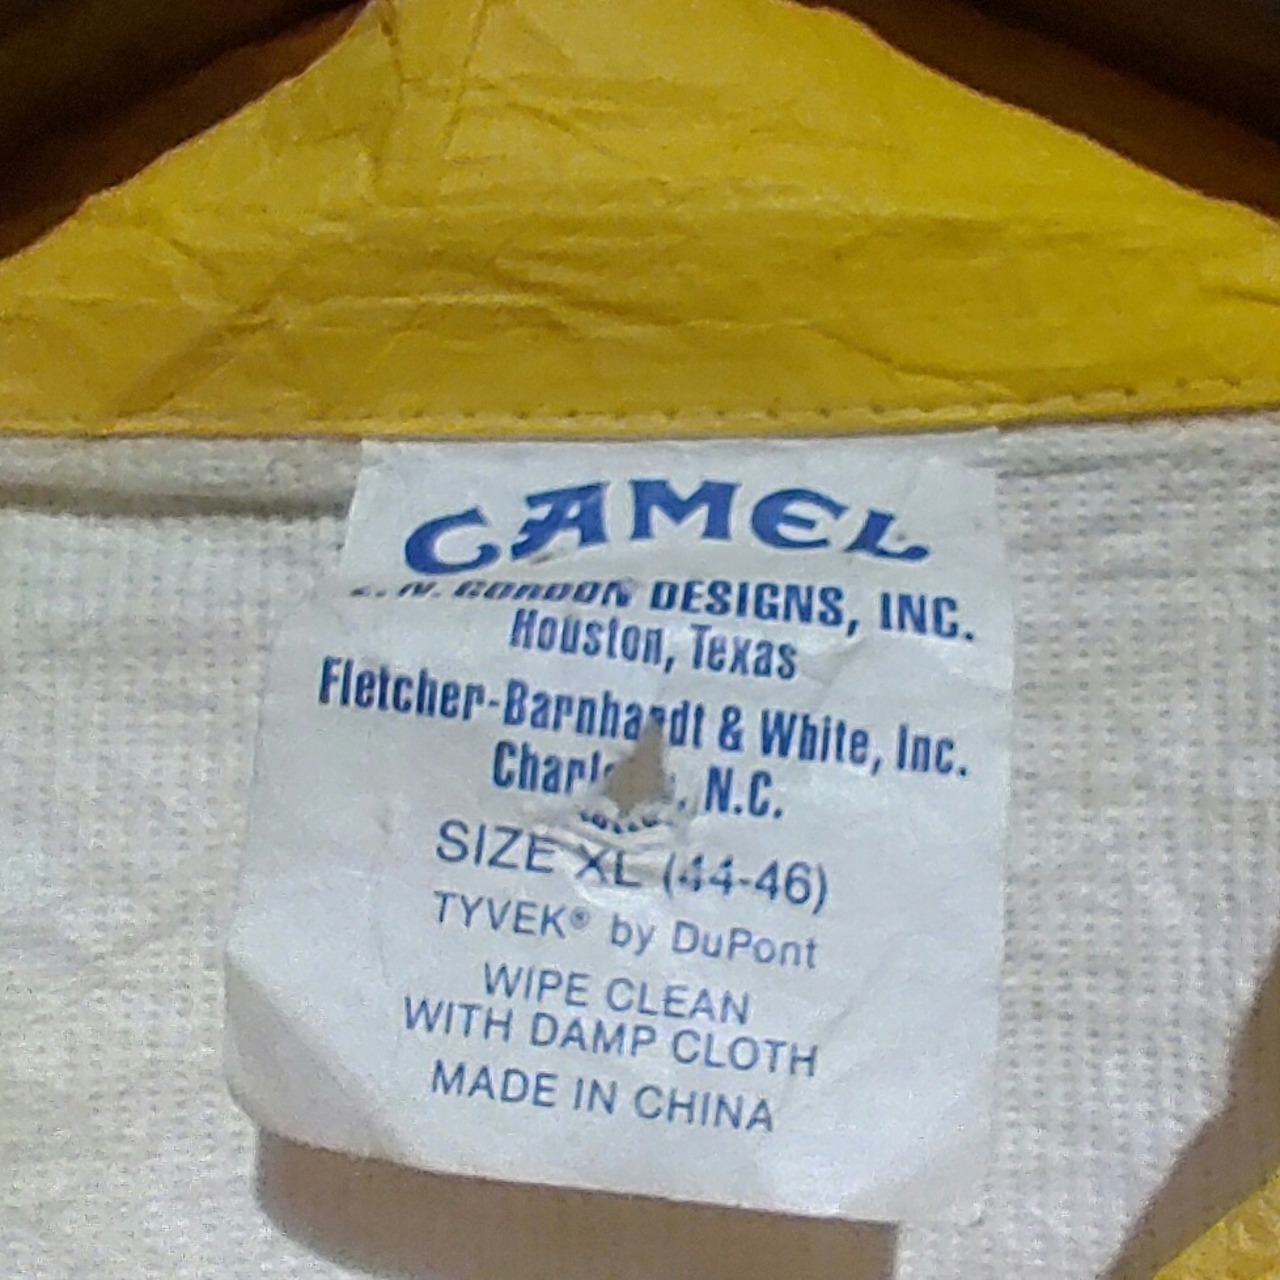 CAMEL
GORDON DESIGNS, INC.
Houston, Texas
Fletcher-Barnhardt & White, Inc.
N.C.
SIZE XL (44-46)
TYVEK® by DuPont
WIPE CLEAN
WITH DAMP CLOTH
MADE IN CHINA